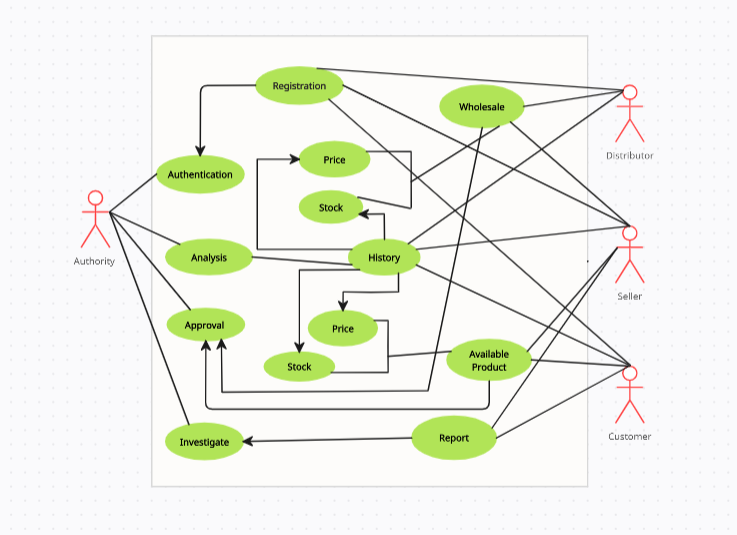 Registration
Wholesale
Distributor
Price
Authentication
Stock
Authority
Analysis
History
Seller
Approval
Price
Stock
Available
Product
Customer
Investigate
Report